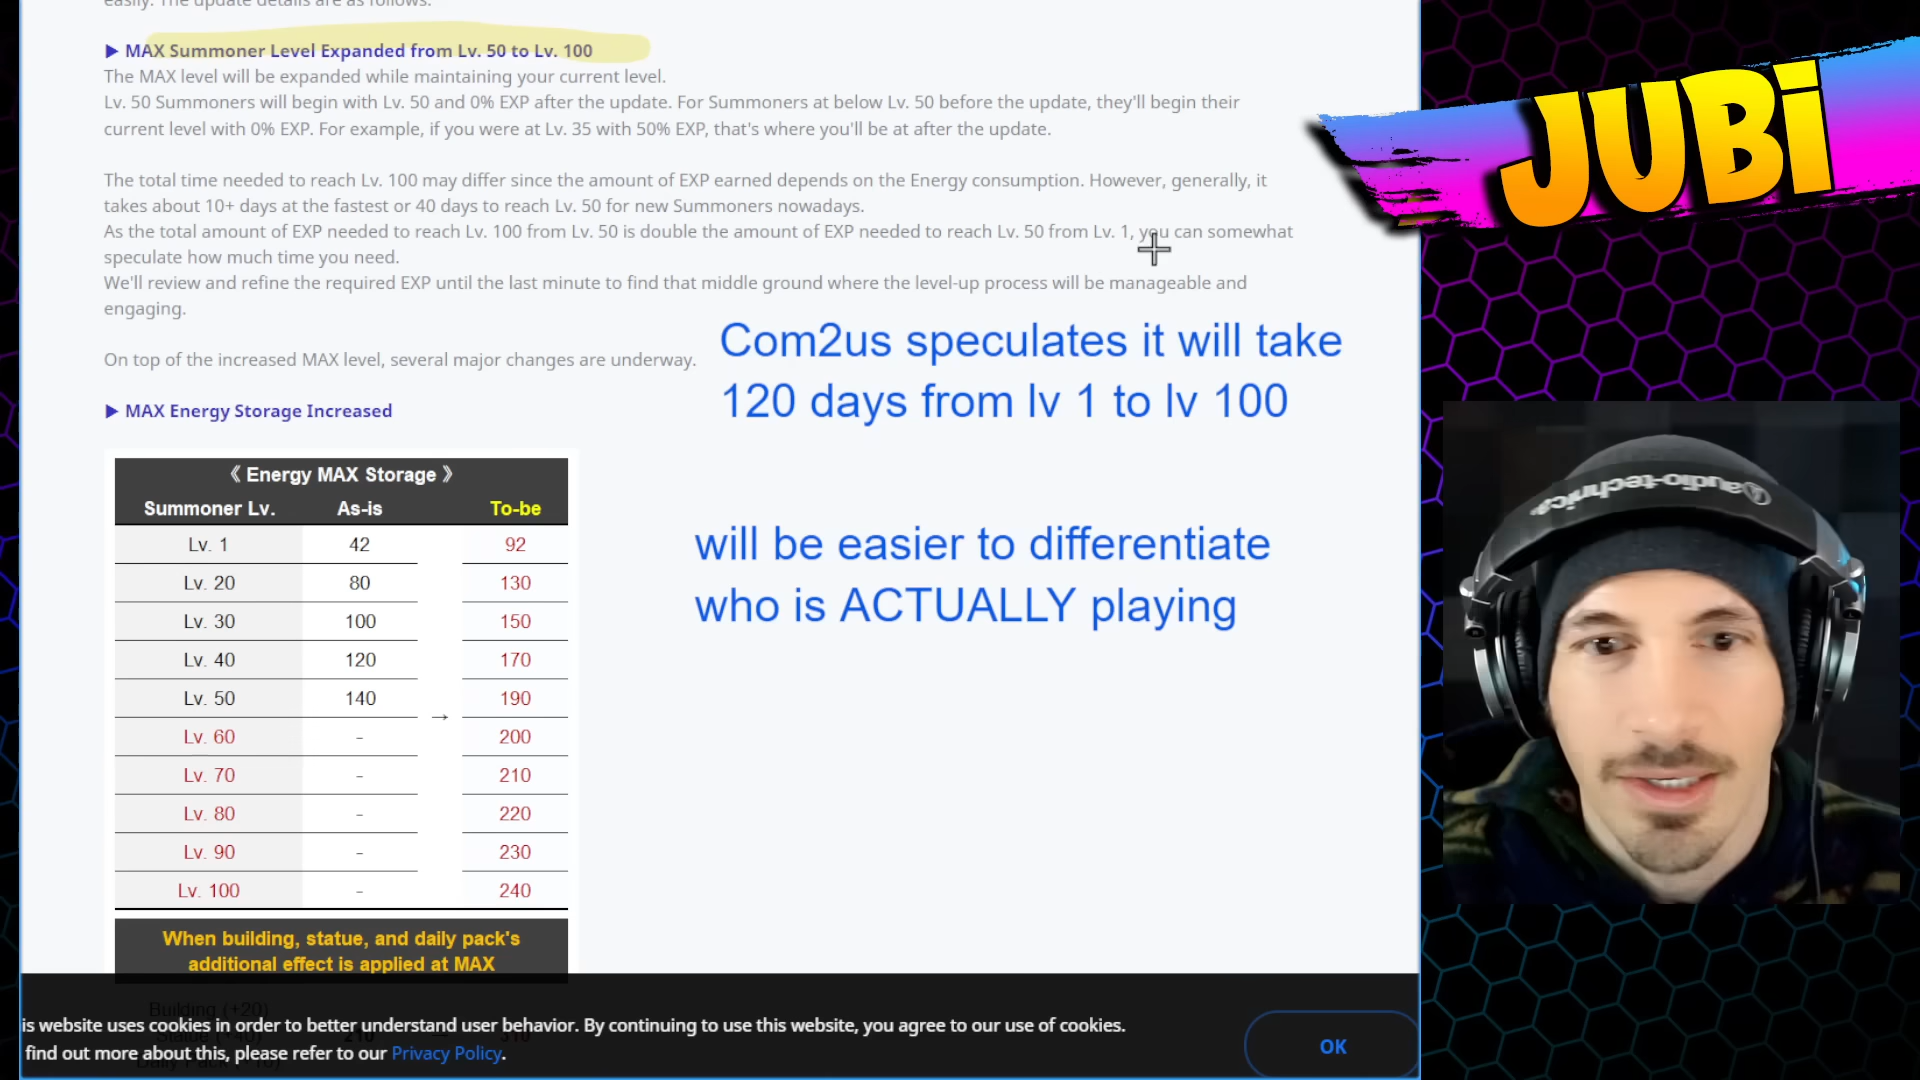 easily. The update details are as follows.
▶ MAX Summoner Level Expanded from Lv. 50 to Lv. 100
The MAX level will be expanded while maintaining your current level.
Lv. 50 Summoners will begin with Lv. 50 and 0% EXP after the update. For Summoners at below Lv. 50 before the update, they'll begin their
current level with 0% EXP. For example, if you were at Lv. 35 with 50% EXP, that's where you'll be at after the update.
The total time needed to reach Lv. 100 may differ since the amount of EXP earned depends on the Energy consumption. However, generally, it
takes about 10+ days at the fastest or 40 days to reach Lv. 50 for new Summoners nowadays.
As the total amount of EXP needed to reach Lv. 100 from Lv. 50 is double the amount of EXP needed to reach Lv. 50 from Lv. 1, you can somewhat
speculate how much time you need.
We'll review and refine the required EXP until the last minute to find that middle ground where the level-up process will be manageable and
engaging.
On top of the increased MAX level, several major changes are underway.
▶ MAX Energy Storage Increased
《 Energy MAX Storage 》
Summoner Lv. As-is To-be
Lv. 1 42 92
Lv. 20 80 130
Lv. 30 100 150
Lv. 40 120 170
Lv. 50 140 190
→
Lv. 60 - 200
Lv. 70 - 210
Lv. 80 - 220
Lv. 90 - 230
Lv. 100 - 240
When building, statue, and daily pack's
additional effect is applied at MAX
Building (+20)
is website uses cookies in order to better understand user behavior. By continuing to use this website, you agree to our use of cookies.
find out more about this, please refer to our Privacy Policy.
OK
Com2us speculates it will take
120 days from lv 1 to lv 100
will be easier to differentiate
who is ACTUALLY playing
JUBi
audio-technica